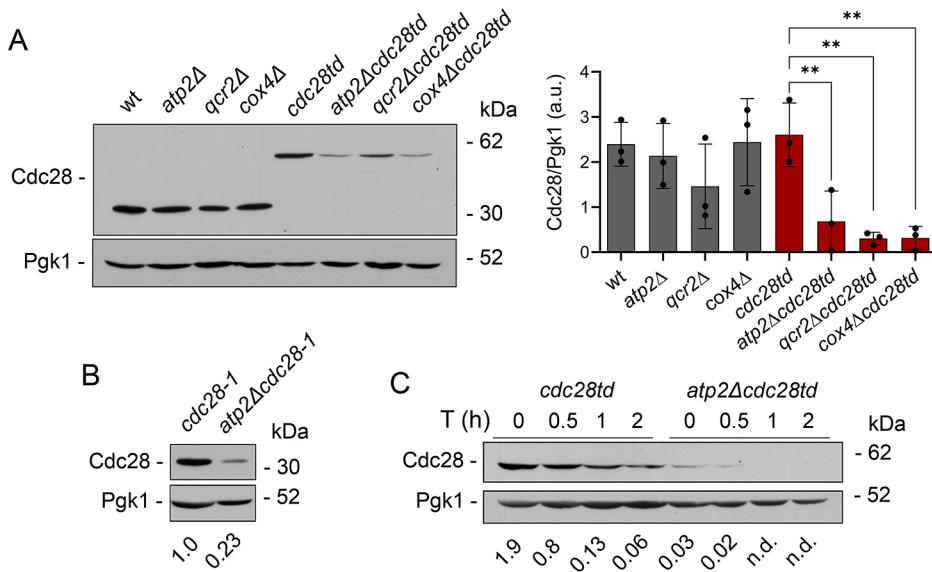 A
wt
atp2Δ
qcr2Δ
cox4Δ
cdc28td
atp2Δcdc28td
qcr2Δcdc28td
cox4Δcdc28td
kDa
Cdc28 -
- 62
- 30
Pgk1 -
- 52
Cdc28/Pgk1 (a.u.)
4
3
2
1
0
**
**
**
wt
atp2Δ
qcr2Δ
cox4Δ
cdc28td
atp2Δcdc28td
qcr2Δcdc28td
cox4Δcdc28td
B
cdc28-1
atp2Δcdc28-1
kDa
Cdc28 -
- 30
Pgk1 -
- 52
1.0 0.23
C
cdc28td atp2Δcdc28td
T (h) 0 0.5 1 2 0 0.5 1 2 kDa
Cdc28 -
- 62
Pgk1 -
- 52
1.9 0.8 0.13 0.06 0.03 0.02 n.d. n.d.